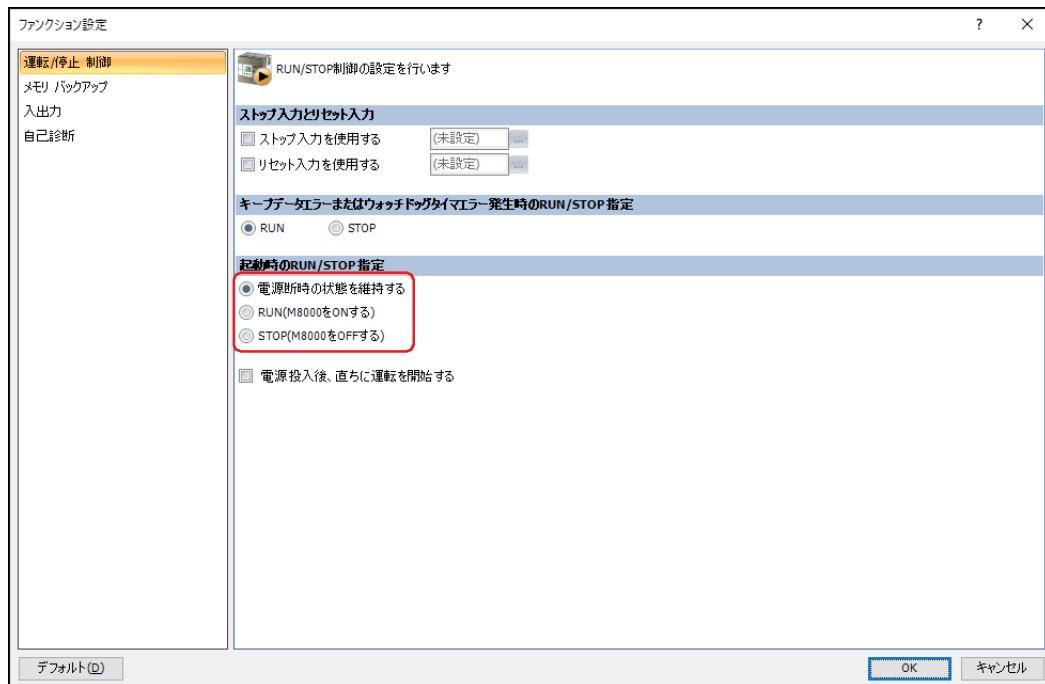 ファンクション設定
?
×
運転/停止 制御
メモリ バックアップ
入出力
自己診断
RUN/STOP制御の設定を行います
ストップ入力とリセット入力
ストップ入力を使用する (未設定) ...
リセット入力を使用する (未設定) ...
キープデータエラーまたはウォッチドッグタイマエラー発生時のRUN/STOP指定
RUN STOP
起動時のRUN/STOP指定
電源断時の状態を維持する
RUN(M8000をONする)
STOP(M8000をOFFする)
電源投入後、直ちに運転を開始する
デフォルト(D) OK キャンセル